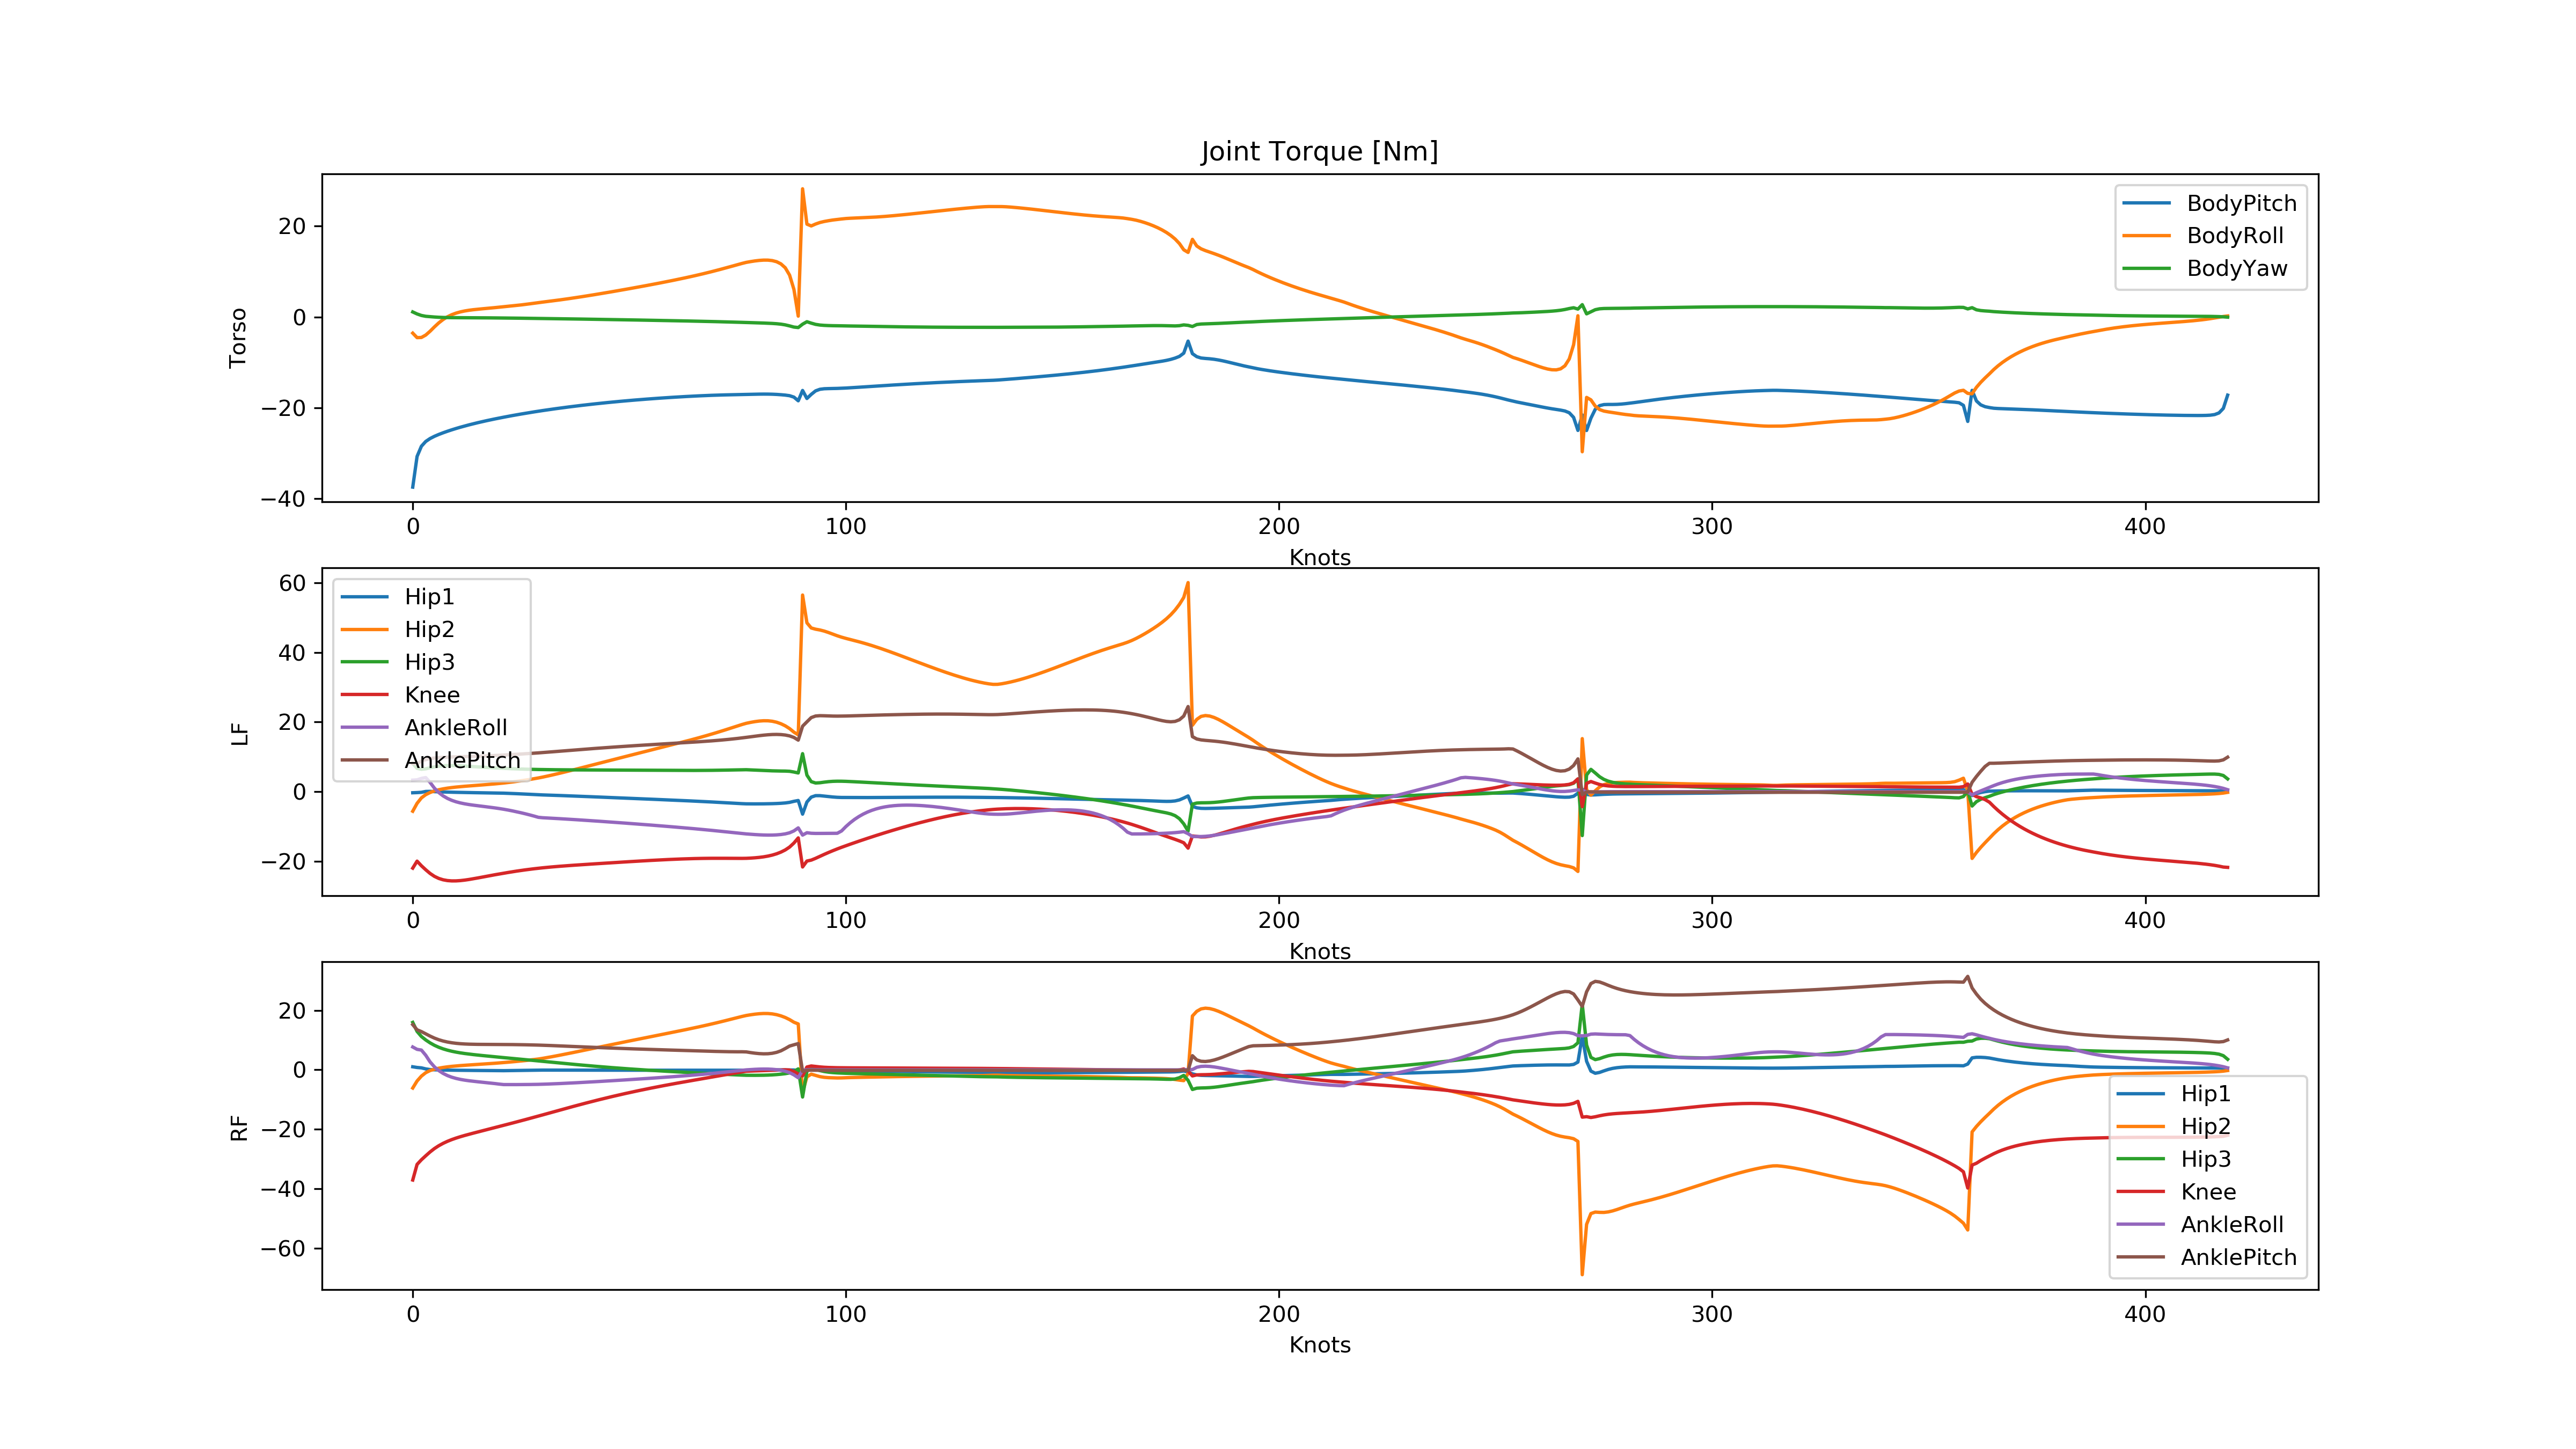 Joint Torque [Nm]
Torso
20
0
−20
−40
BodyPitch
BodyRoll
BodyYaw
0 100 200 300 400
Knots
LF
60
40
20
0
−20
Hip1
Hip2
Hip3
Knee
AnkleRoll
AnklePitch
0 100 200 300 400
Knots
RF
20
0
−20
−40
−60
Hip1
Hip2
Hip3
Knee
AnkleRoll
AnklePitch
0 100 200 300 400
Knots